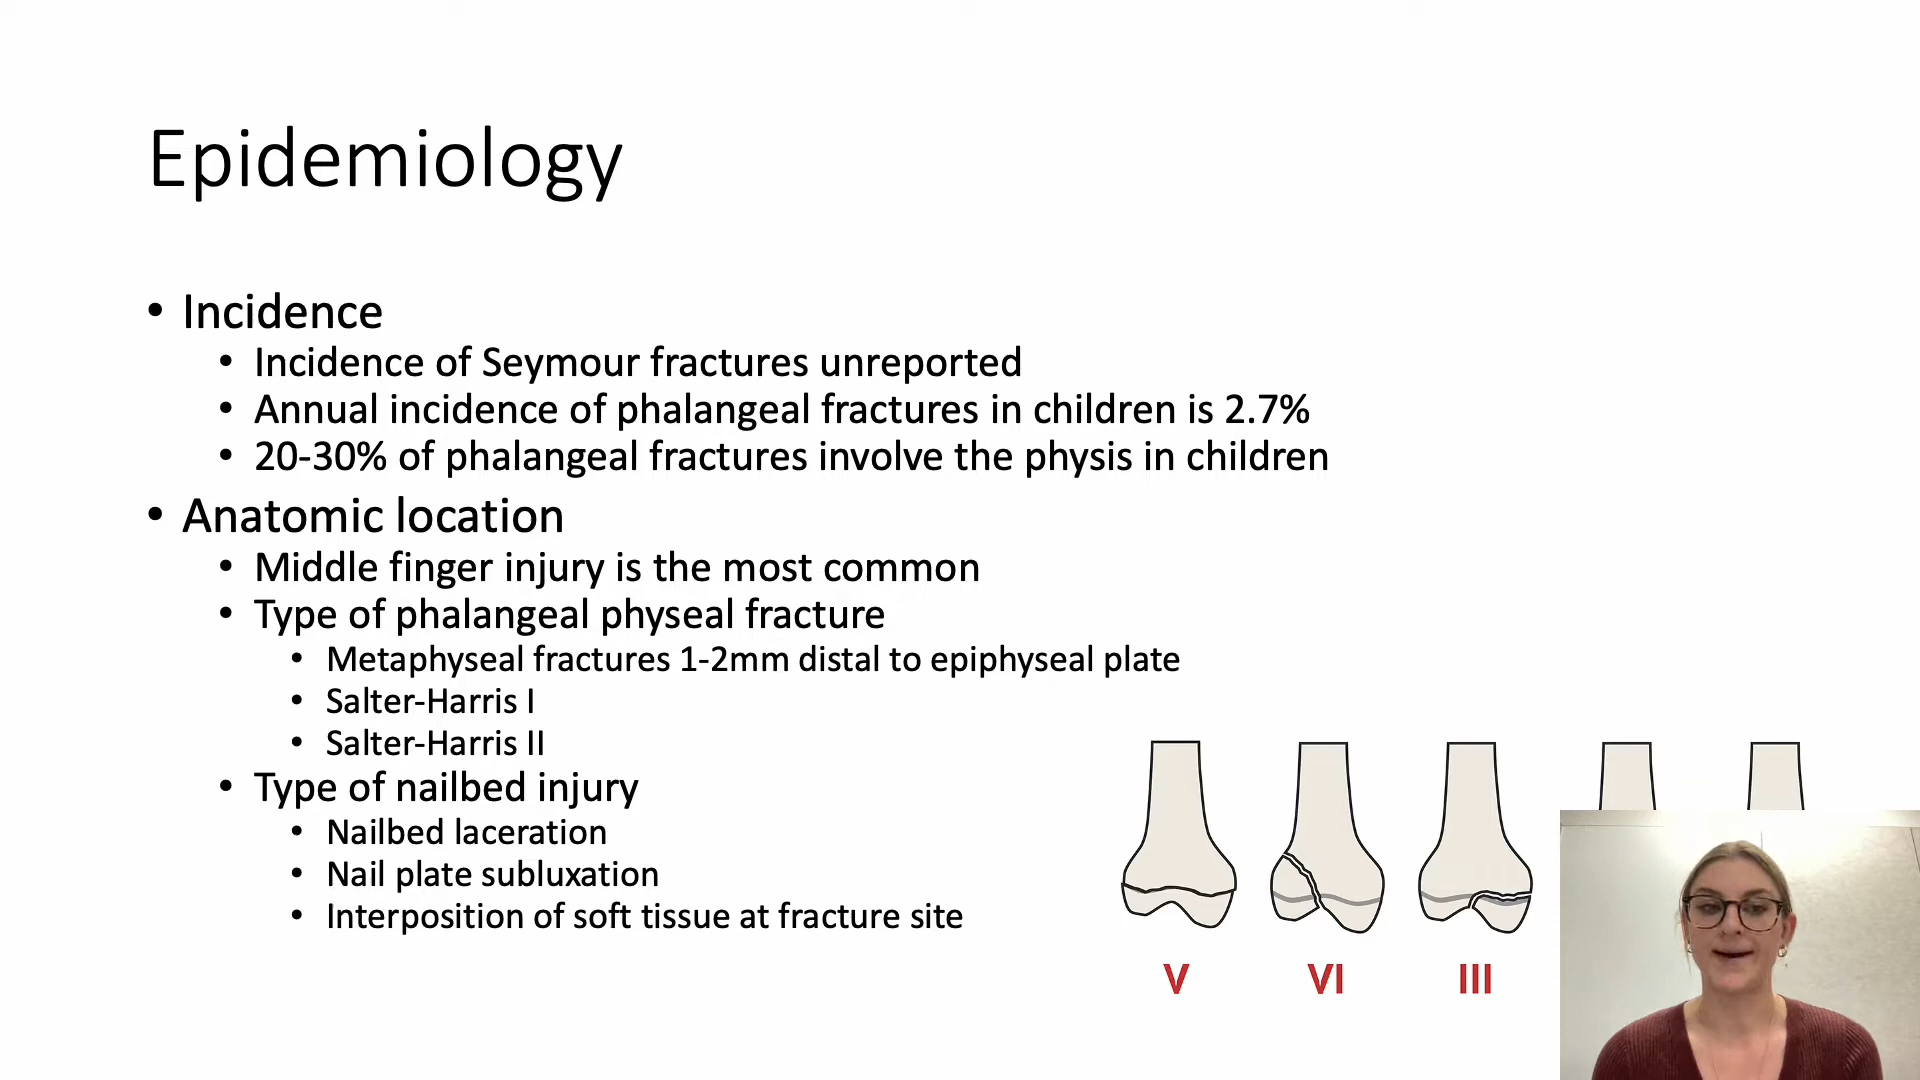 Epidemiology
• Incidence
• Incidence of Seymour fractures unreported
• Annual incidence of phalangeal fractures in children is 2.7%
• 20-30% of phalangeal fractures involve the physis in children
• Anatomic location
• Middle finger injury is the most common
• Type of phalangeal physeal fracture
• Metaphyseal fractures 1-2mm distal to epiphyseal plate
• Salter-Harris I
• Salter-Harris II
• Type of nailbed injury
• Nailbed laceration
• Nail plate subluxation
• Interposition of soft tissue at fracture site
V VI III